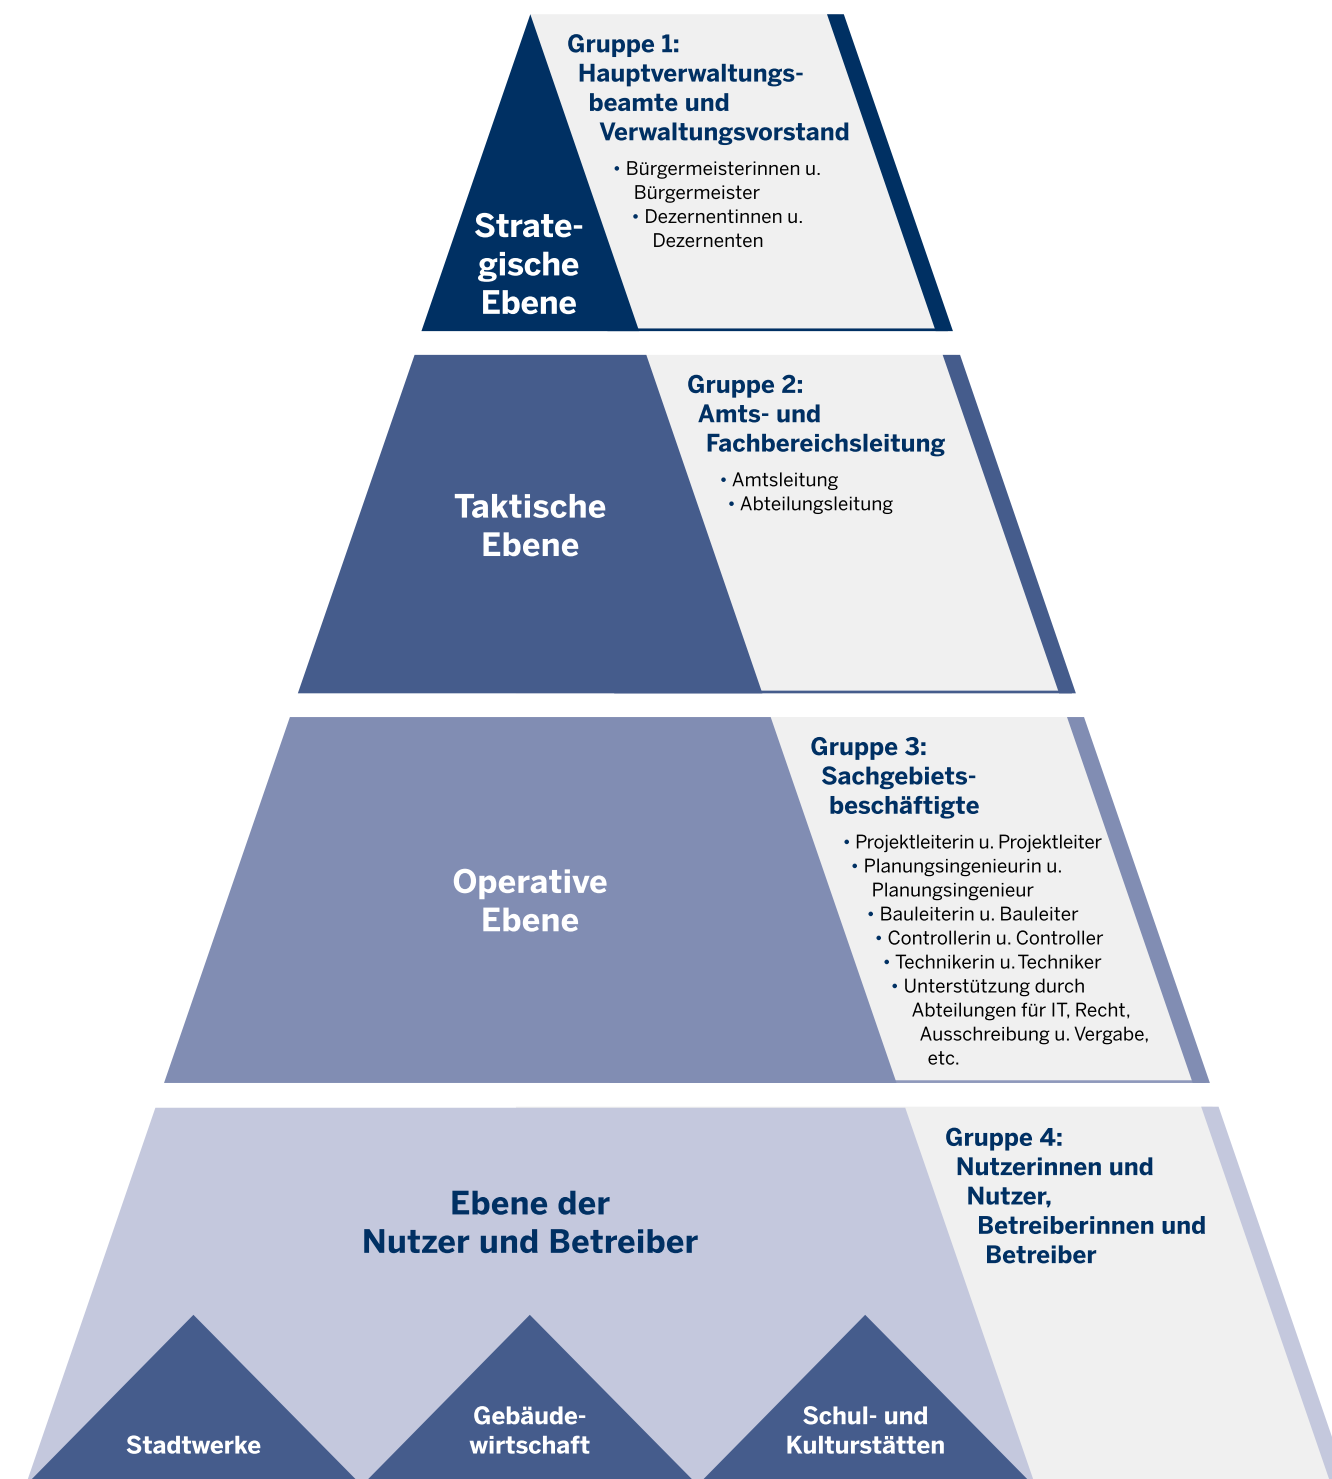 Strate-
gische
Ebene
Gruppe 1:
Hauptverwaltungs-
beamte und
Verwaltungsvorstand
• Bürgermeisterinnen u.
Bürgermeister
• Dezernentinnen u.
Dezernenten
Taktische
Ebene
Gruppe 2:
Amts- und
Fachbereichsleitung
• Amtsleitung
• Abteilungsleitung
Operative
Ebene
Gruppe 3:
Sachgebiets-
beschäftigte
• Projektleiterin u. Projektleiter
• Planungsingenieurin u.
Planungsingenieur
• Bauleiterin u. Bauleiter
• Controllerin u. Controller
• Technikerin u. Techniker
• Unterstützung durch
Abteilungen für IT, Recht,
Ausschreibung u. Vergabe,
etc.
Ebene der
Nutzer und Betreiber
Gruppe 4:
Nutzerinnen und
Nutzer,
Betreiberinnen und
Betreiber
Stadtwerke
Gebäude-
wirtschaft
Schul- und
Kulturstätten